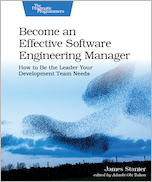 The
Pragmatic
Programmers
Become an
Effective Software
Engineering Manager
How to Be the Leader Your
Development Team Needs
James Stanier
edited by Adaobi Obi Tulton